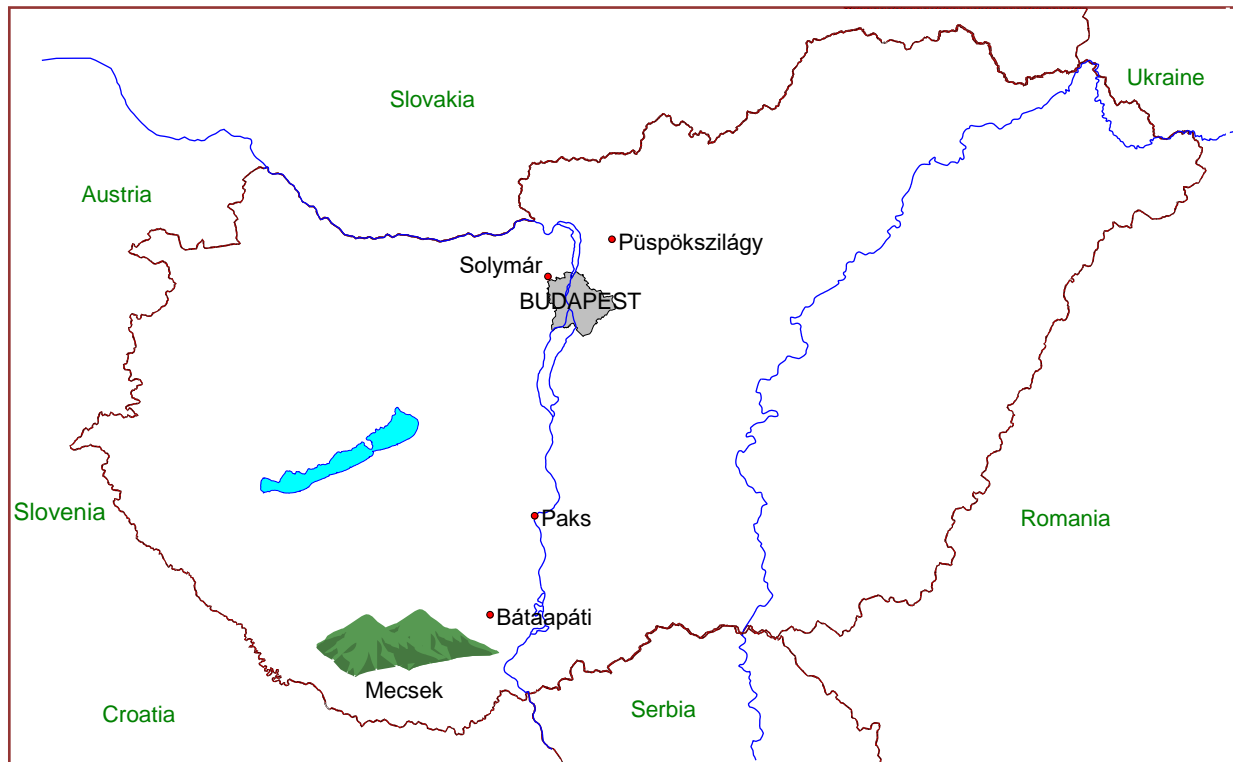 Ukraine
Slovakia
Austria
Püspökszilágy
Solymár
BUDAPEST
Slovenia
Paks
Romania
Bátaapáti
Mecsek
Croatia
Serbia